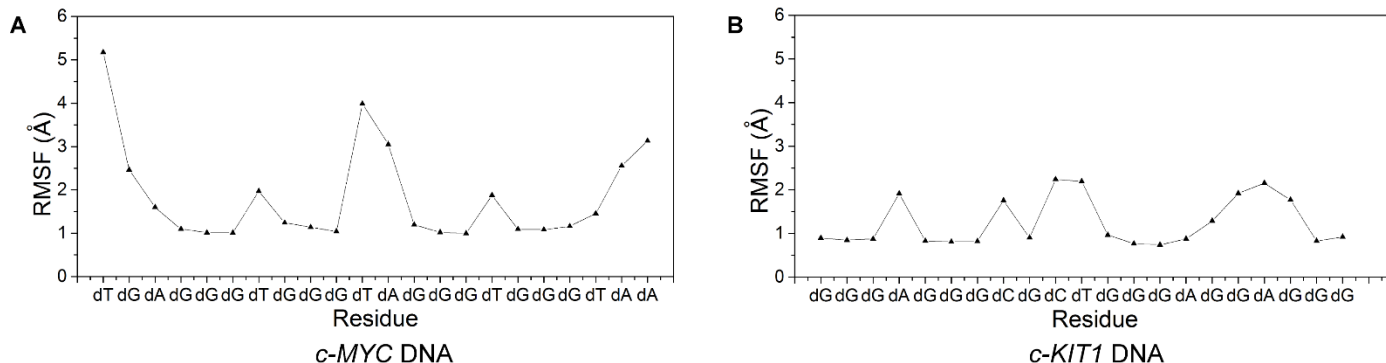 A
6
5
4
3
2
1
0
RMSF (Å)
dT dG dA dG dG dG dT dG dG dG dT dA dG dG dG dT dG dG dG dT dA dA
Residue
c-MYC DNA
B
6
5
4
3
2
1
0
RMSF (Å)
dG dG dG dA dG dG dG dC dG dC dT dG dG dG dA dG dG dA dG dG dG
Residue
c-KIT1 DNA